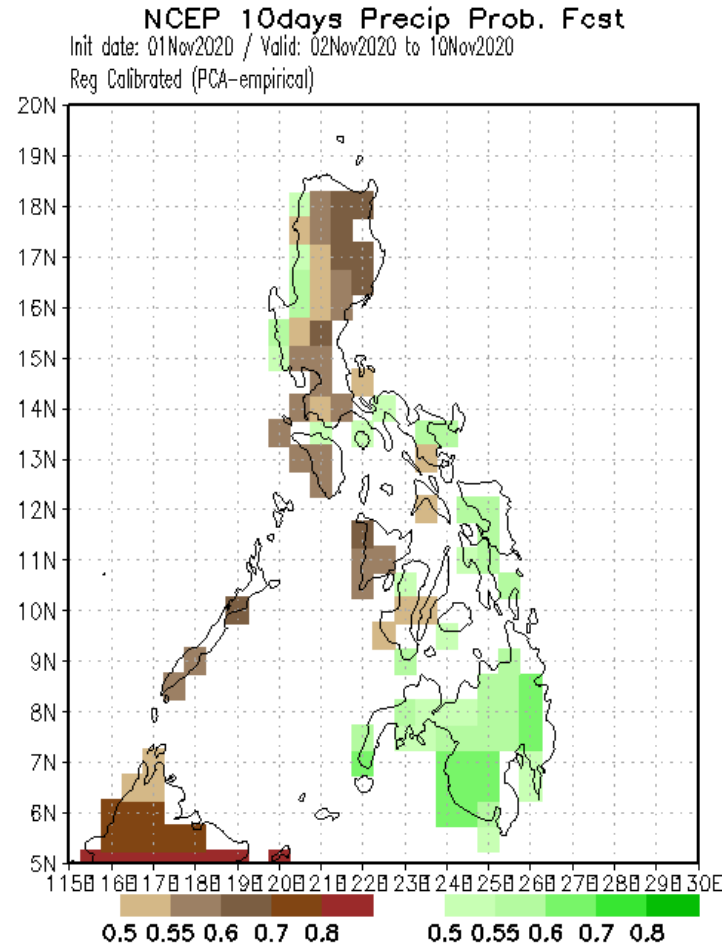 NCEP 10days Precip Prob. Fcst
Init date: 01Nov2020 / Valid: 02Nov2020 to 10Nov2020
Reg Calibrated (PCA-empirical)
20N
19N
18N
17N
16N
15N
14N
13N
12N
11N
10N
9N
8N
7N
6N
5N
130E
0.5 0.55 0.6 0.7 0.8 0.5 0.55 0.6 0.7 0.8